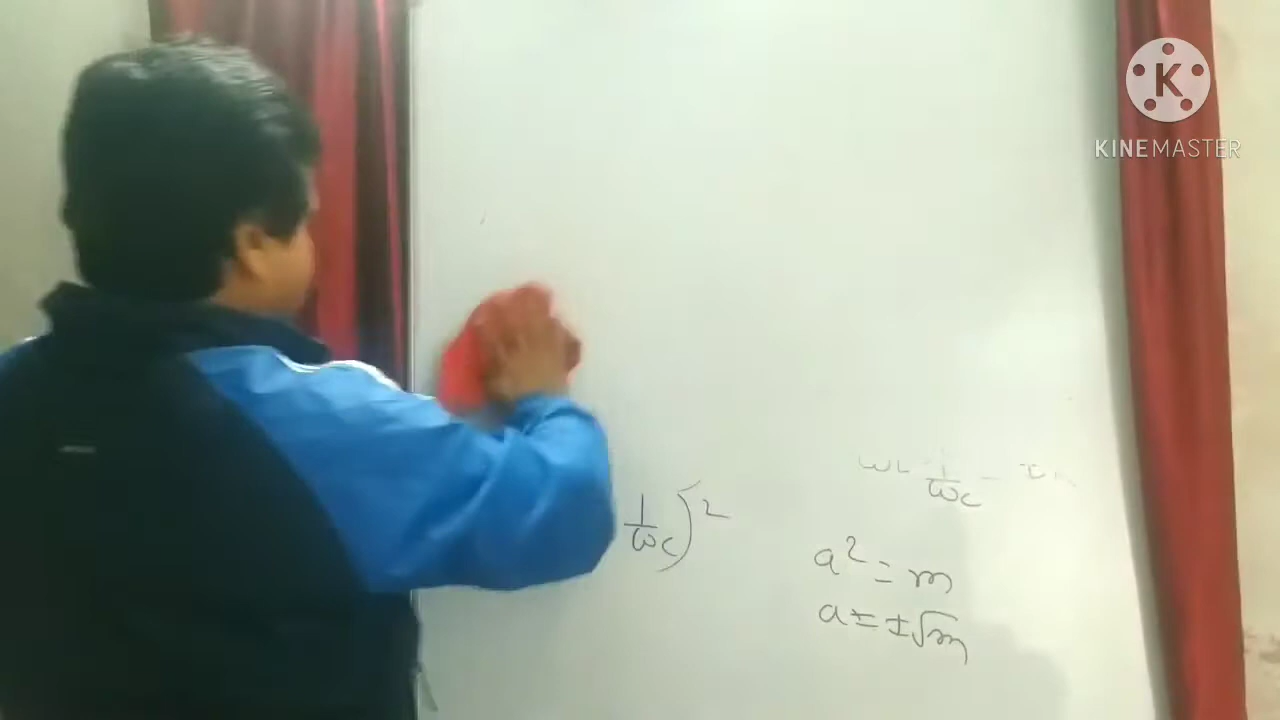 K
KINEMASTER
ωL - 1/ωC =
1/ωC)²
a² = m
a = ±√m